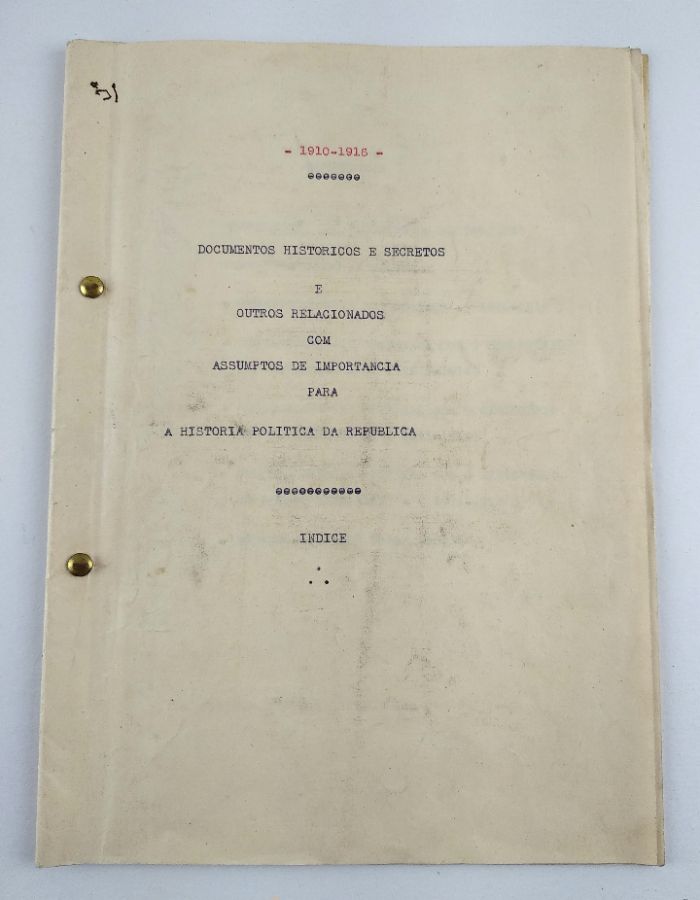 - 1910-1916 -
DOCUMENTOS HISTORICOS E SECRETOS
E
OUTROS RELACIONADOS
COM
ASSUMPTOS DE IMPORTANCIA
PARA
A HISTORIA POLITICA DA REPUBLICA
INDICE